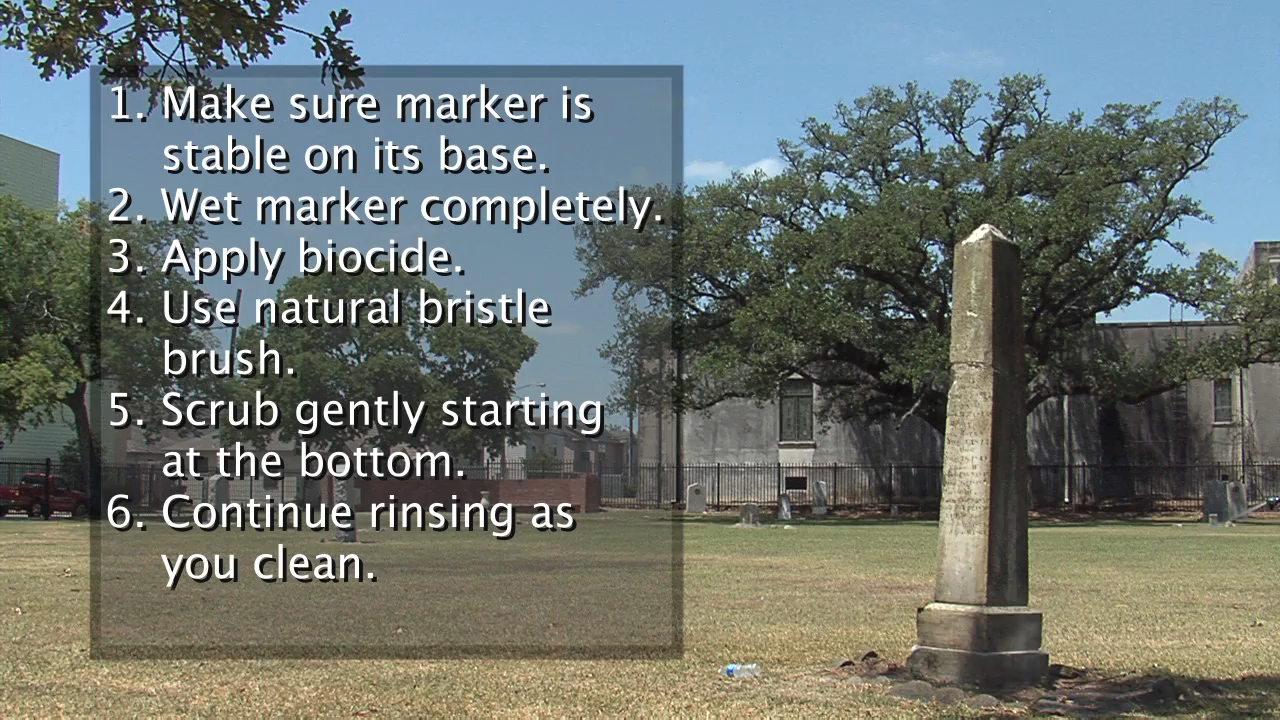 1. Make sure marker is
stable on its base.
2. Wet marker completely.
3. Apply biocide.
4. Use natural bristle
brush.
5. Scrub gently starting
at the bottom.
6. Continue rinsing as
you clean.